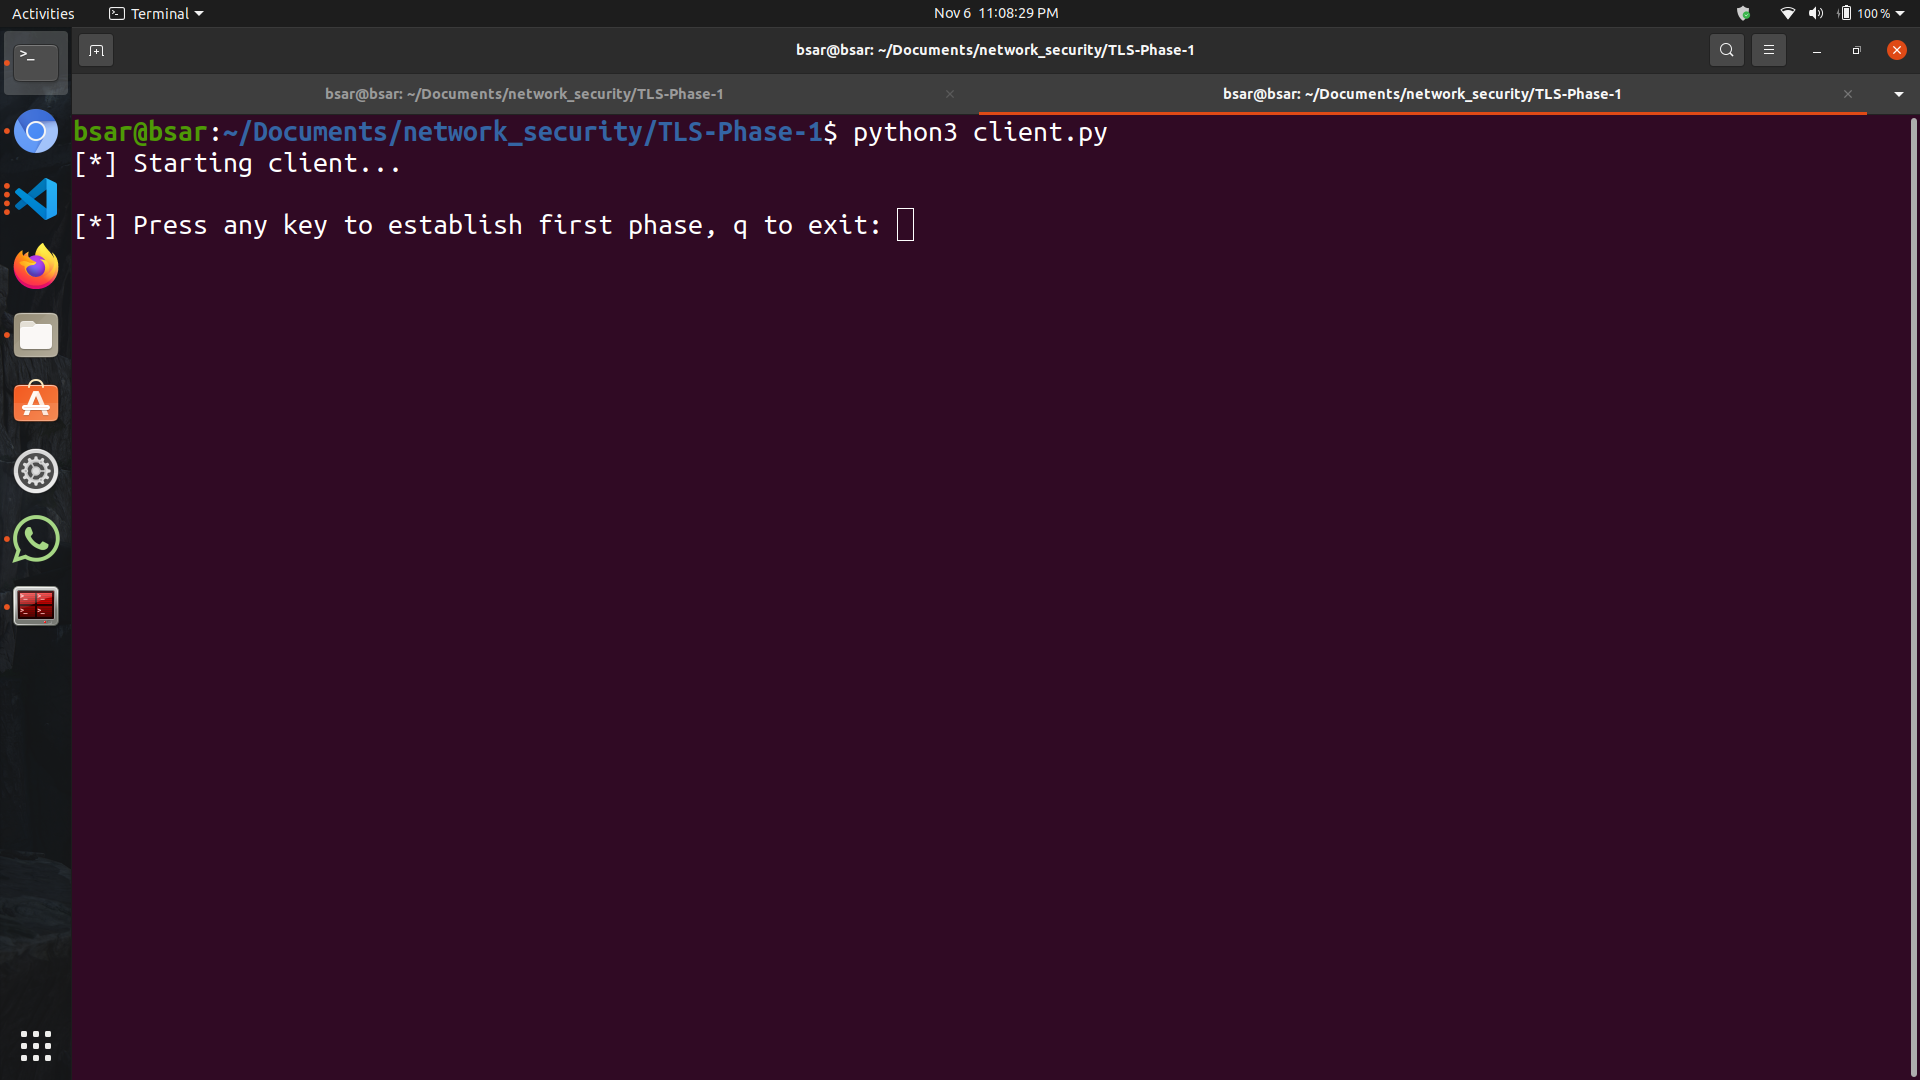 Activities
Terminal
Nov 6 11:08:29 PM
100 %
bsar@bsar: ~/Documents/network_security/TLS-Phase-1
bsar@bsar: ~/Documents/network_security/TLS-Phase-1
bsar@bsar: ~/Documents/network_security/TLS-Phase-1
bsar@bsar:~/Documents/network_security/TLS-Phase-1$ python3 client.py
[*] Starting client...
[*] Press any key to establish first phase, q to exit: